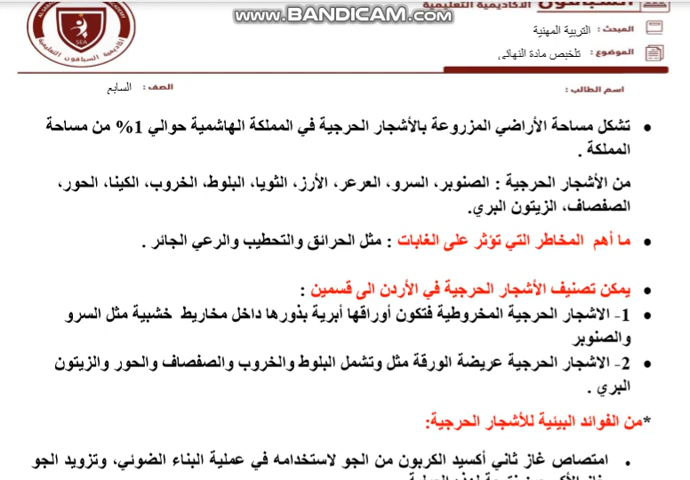 www.BANDICAM.com
الأكاديمية التعليمية
المبحث : التربية المهنية
الموضوع : تلخيص مادة النهائي
اسم الطالب :
الصف : السابع
تشكل مساحة الأراضي المزروعة بالأشجار الحرجية في المملكة الهاشمية حوالي 1% من مساحة
المملكة .
من الأشجار الحرجية : الصنوبر، السرو، العرعر، الأرز، الثويا، البلوط، الخروب، الكينا، الحور،
الصفصاف، الزيتون البري.
ما أهم المخاطر التي تؤثر على الغابات : مثل الحرائق والتحطيب والرعي الجائر .
يمكن تصنيف الأشجار الحرجية في الأردن الى قسمين :
1- الاشجار الحرجية المخروطية فتكون أوراقها أبرية بذورها داخل مخاريط خشبية مثل السرو
والصنوبر
2- الاشجار الحرجية عريضة الورقة مثل وتشمل البلوط والخروب والصفصاف والحور والزيتون
البري .
*من الفوائد البيئية للأشجار الحرجية:
امتصاص غاز ثاني أكسيد الكربون من الجو لاستخدامه في عملية البناء الضوئي، وتزويد الجو